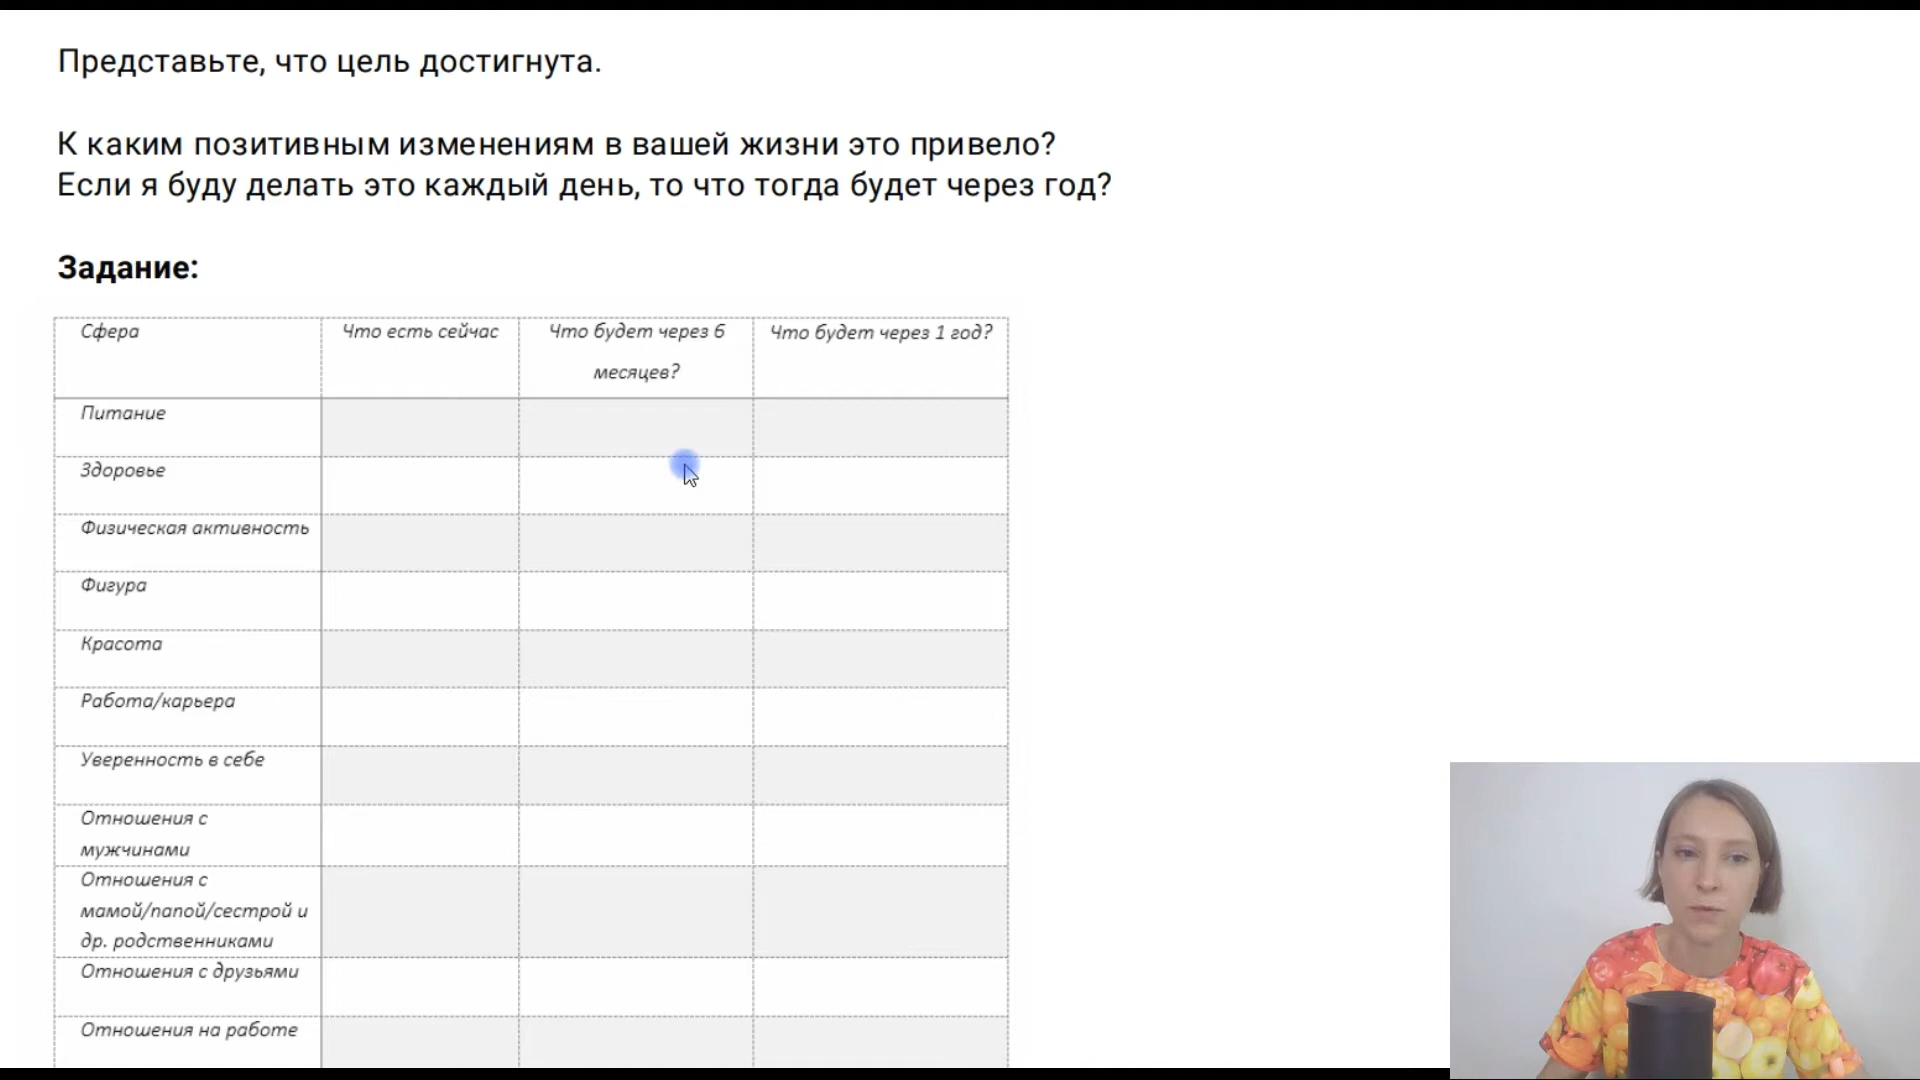 Представьте, что цель достигнута.
К каким позитивным изменениям в вашей жизни это привело?
Если я буду делать это каждый день, то что тогда будет через год?
Задание:
Сфера
Что есть сейчас
Что будет через 6
месяцев?
Что будет через 1 год?
Питание
Здоровье
Физическая активность
Фигура
Красота
Работа/карьера
Уверенность в себе
Отношения с
мужчинами
Отношения с
мамой/папой/сестрой и
др. родственниками
Отношения с друзьями
Отношения на работе